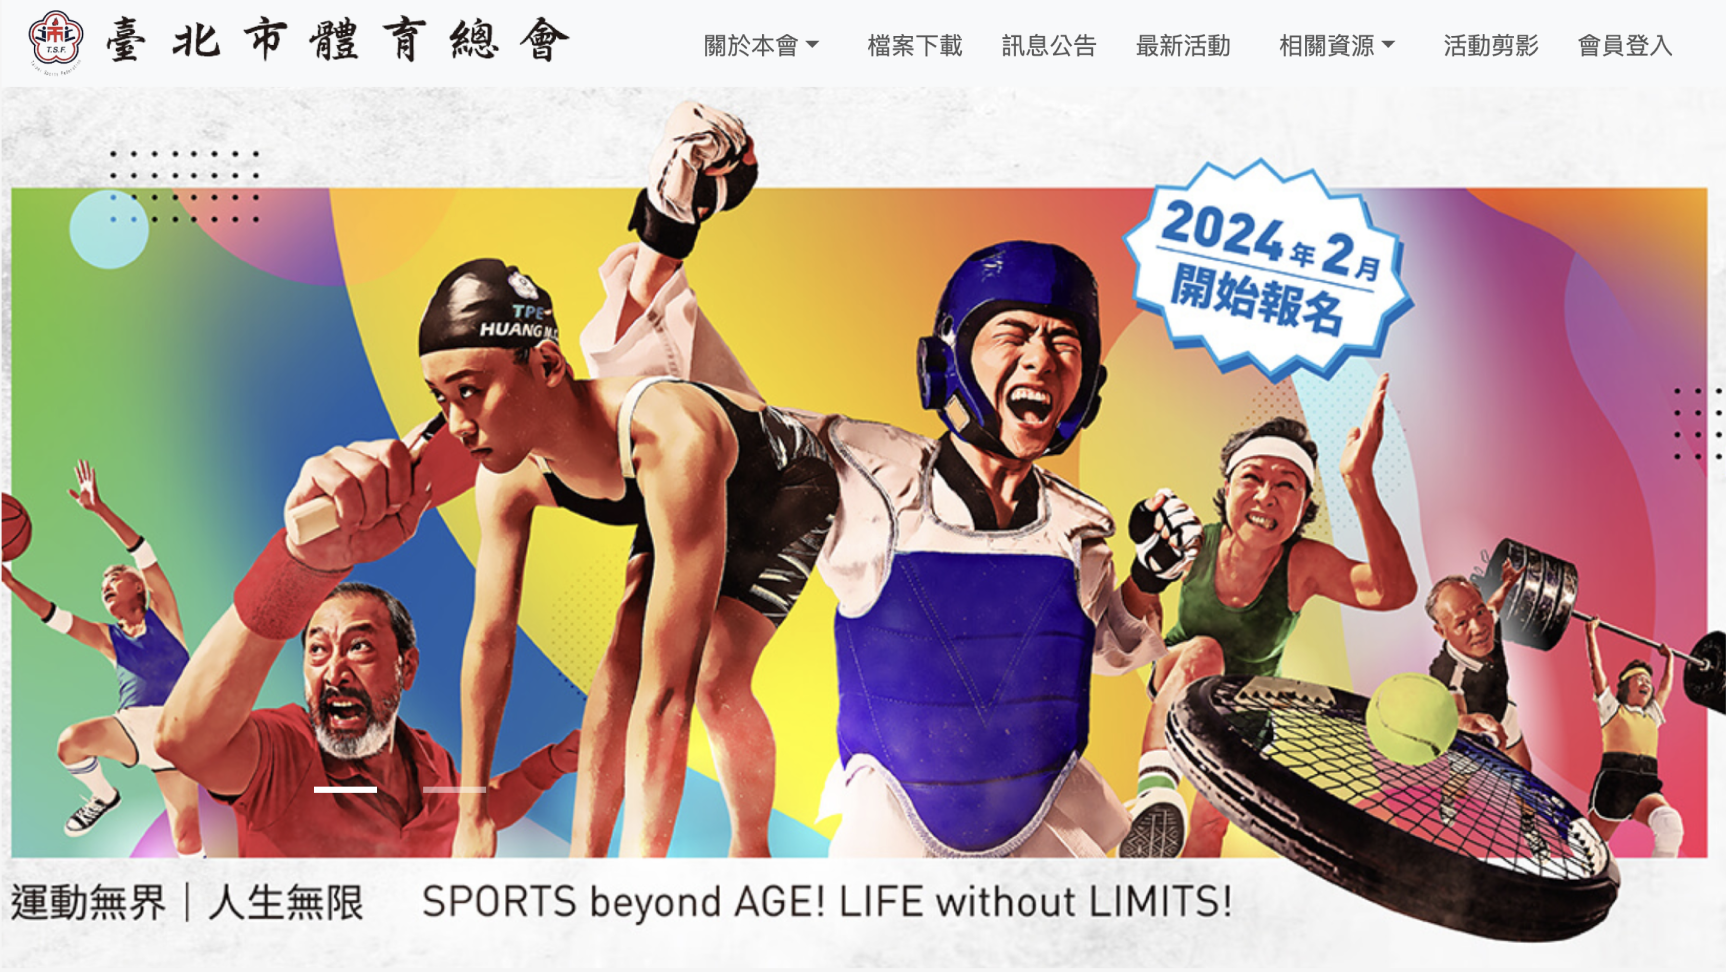 T.S.F.
臺北市體育總會
關於本會
檔案下載
訊息公告
最新活動
相關資源
活動剪影
會員登入
2024年2月
開始報名
TPE
HUANG
運動無界｜人生無限
SPORTS beyond AGE! LIFE without LIMITS!